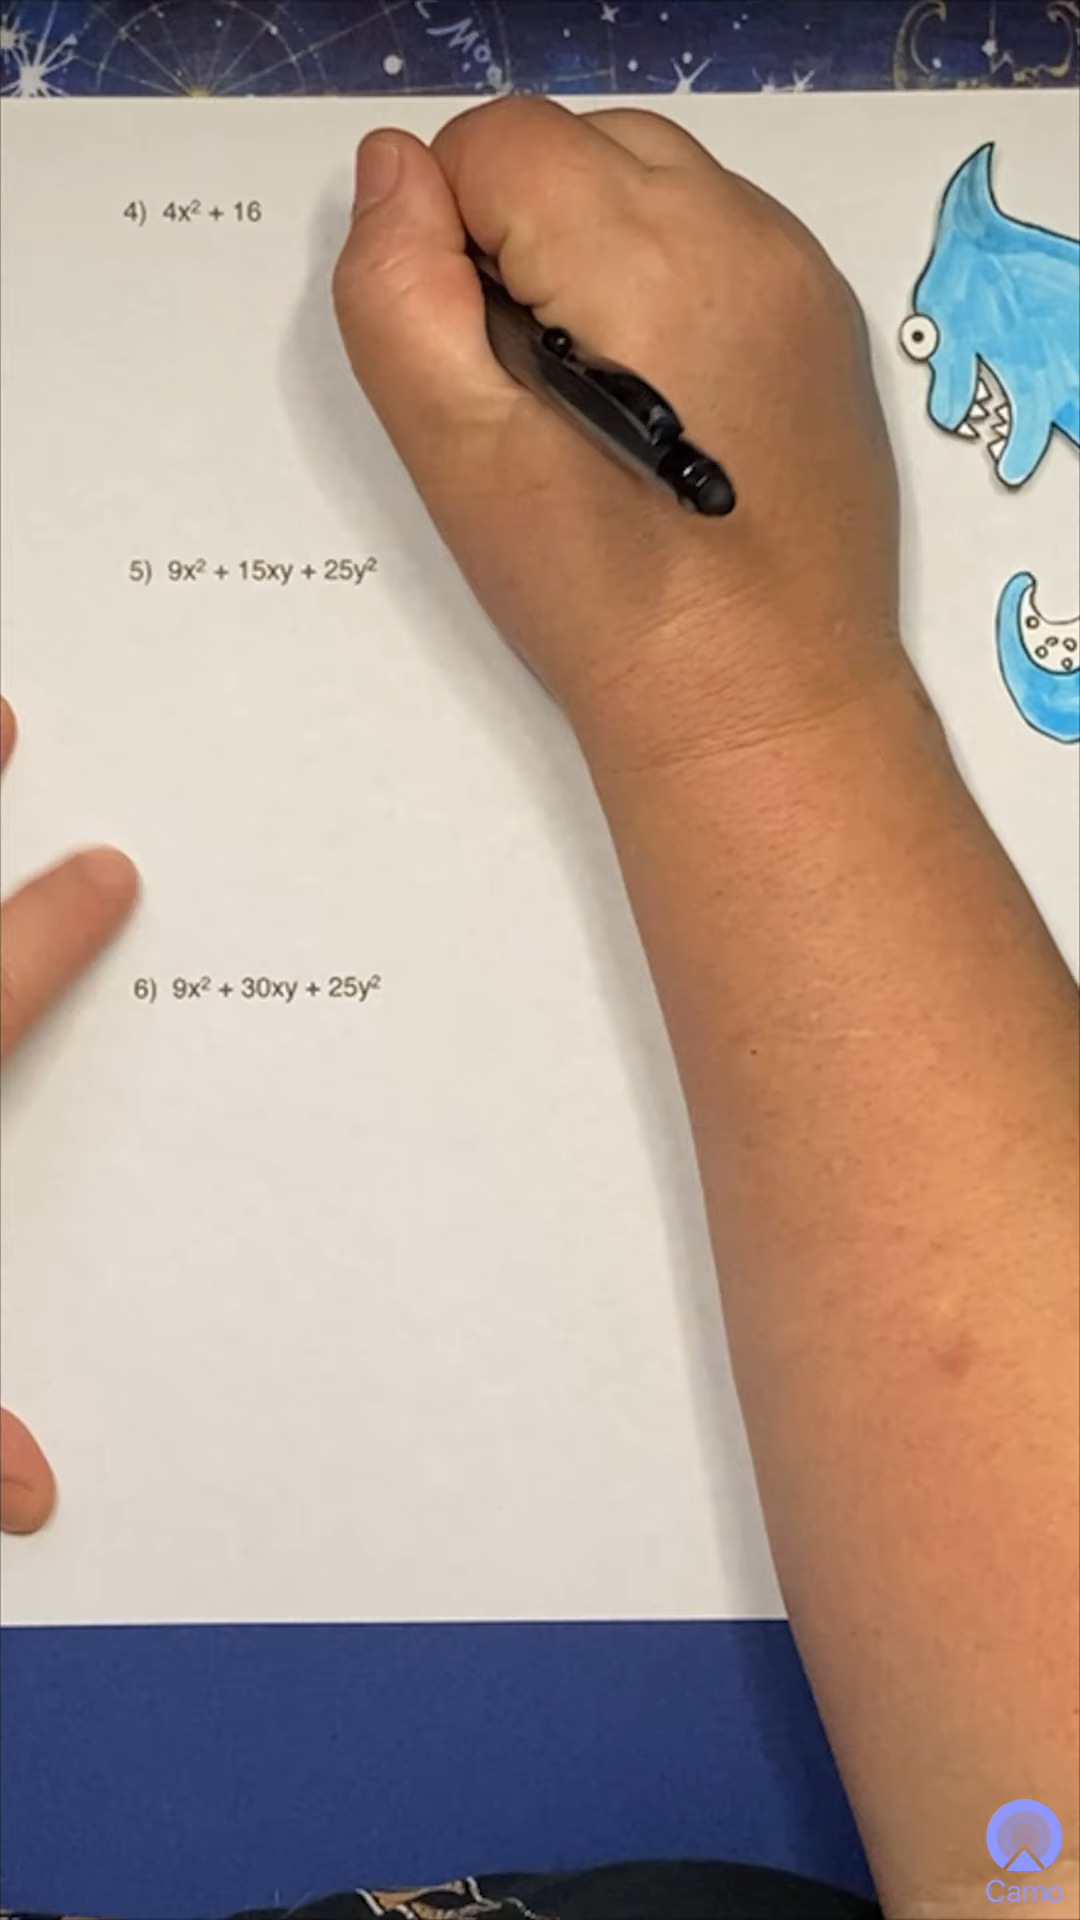 4) 4x² + 16
5) 9x² + 15xy + 25y²
6) 9x² + 30xy + 25y²
Camo